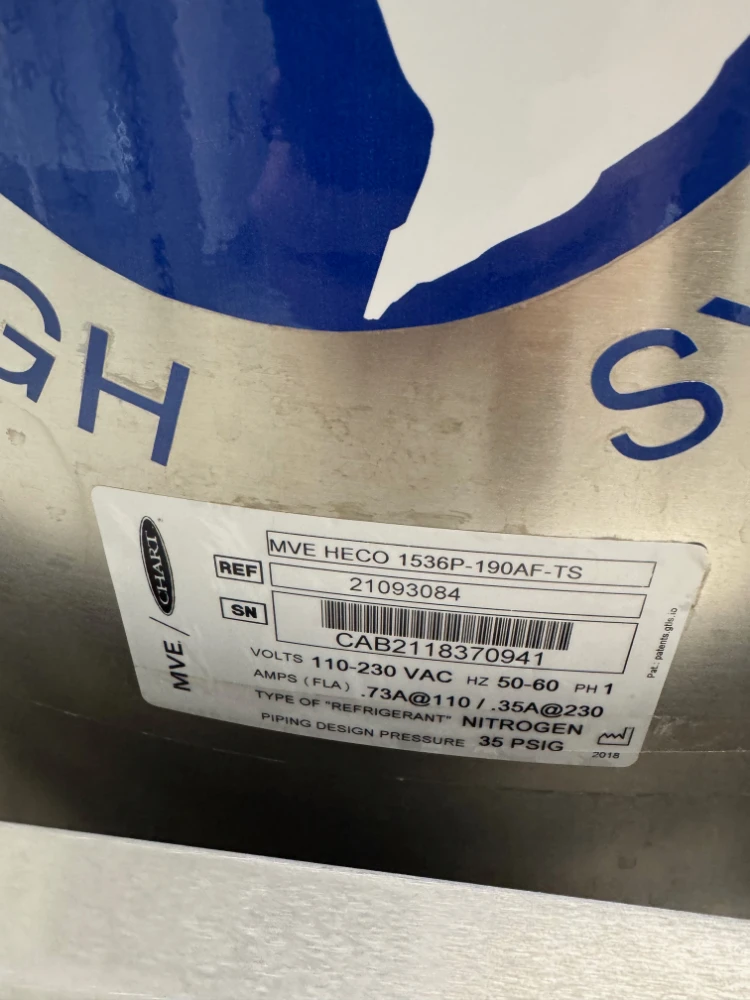 GH
SY
CHART
MVE
MVE HECO 1536P-190AF-TS
REF 21093084
SN
CAB2118370941
VOLTS 110-230 VAC HZ 50-60 PH 1
AMPS (FLA) .73A@110 / .35A@230
TYPE OF "REFRIGERANT" NITROGEN
PIPING DESIGN PRESSURE 35 PSIG
2018
Pat.: patents.gtls.io